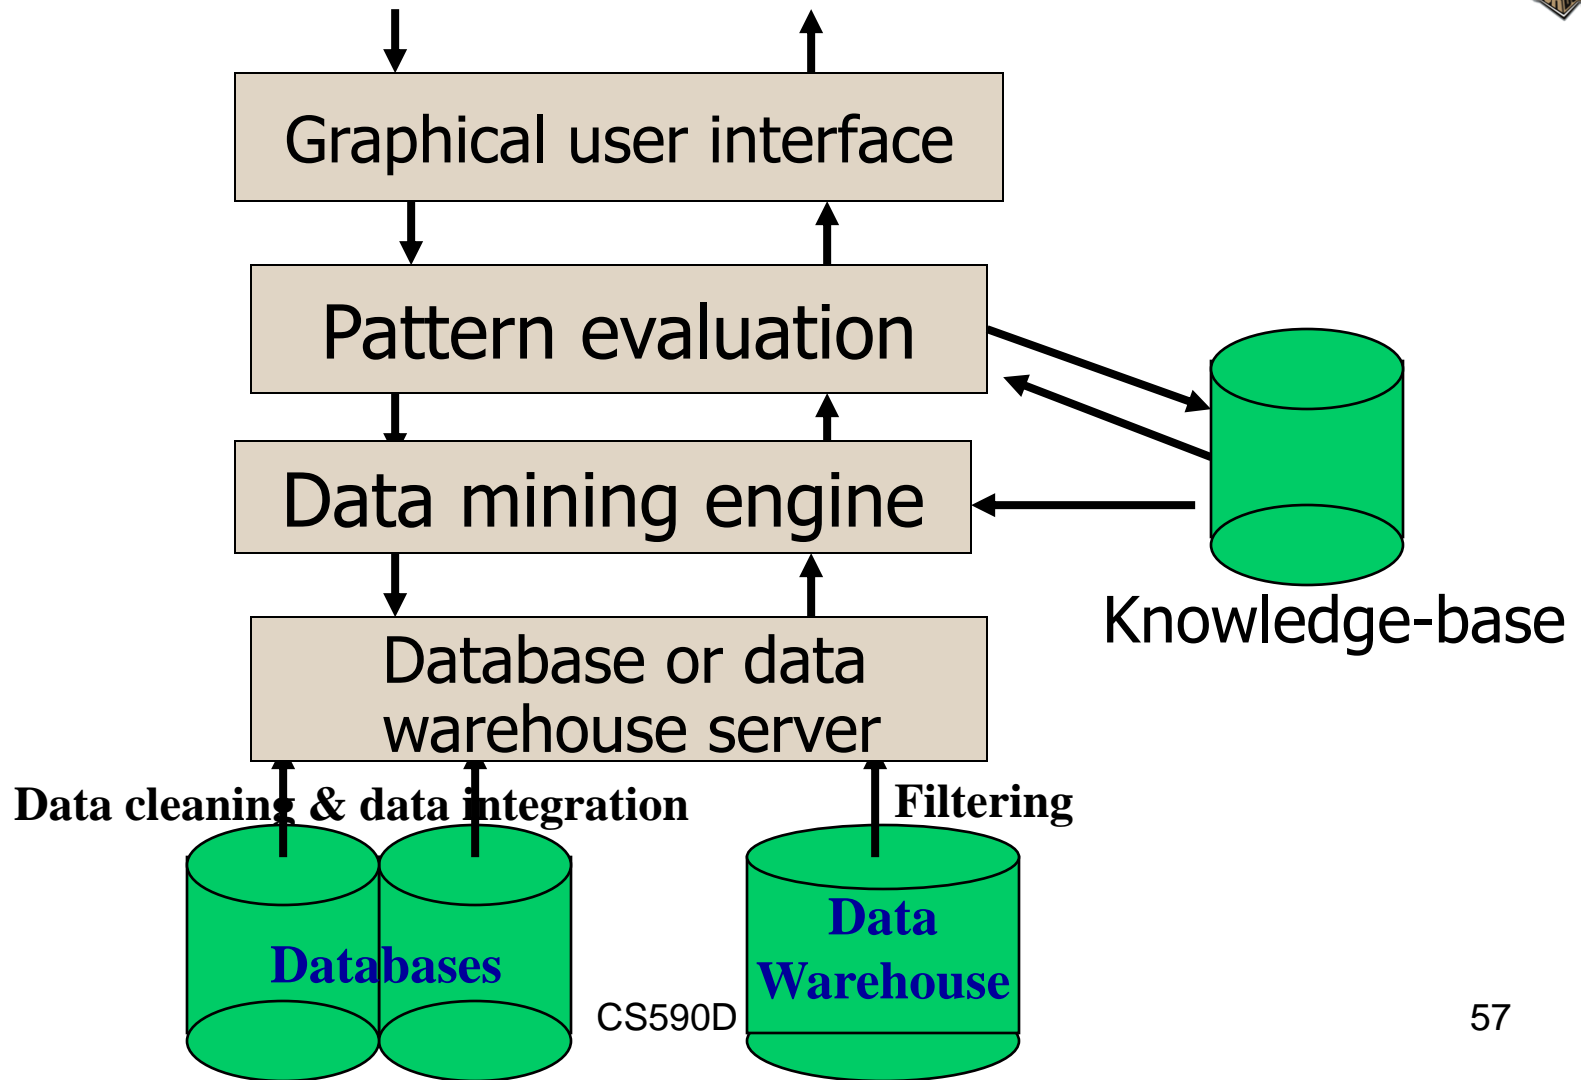 Graphical user interface
Pattern evaluation
Data mining engine
Knowledge-base
Database or data
warehouse server
Data cleaning & data integration
Filtering
Databases
Data
Warehouse
CS590D
57